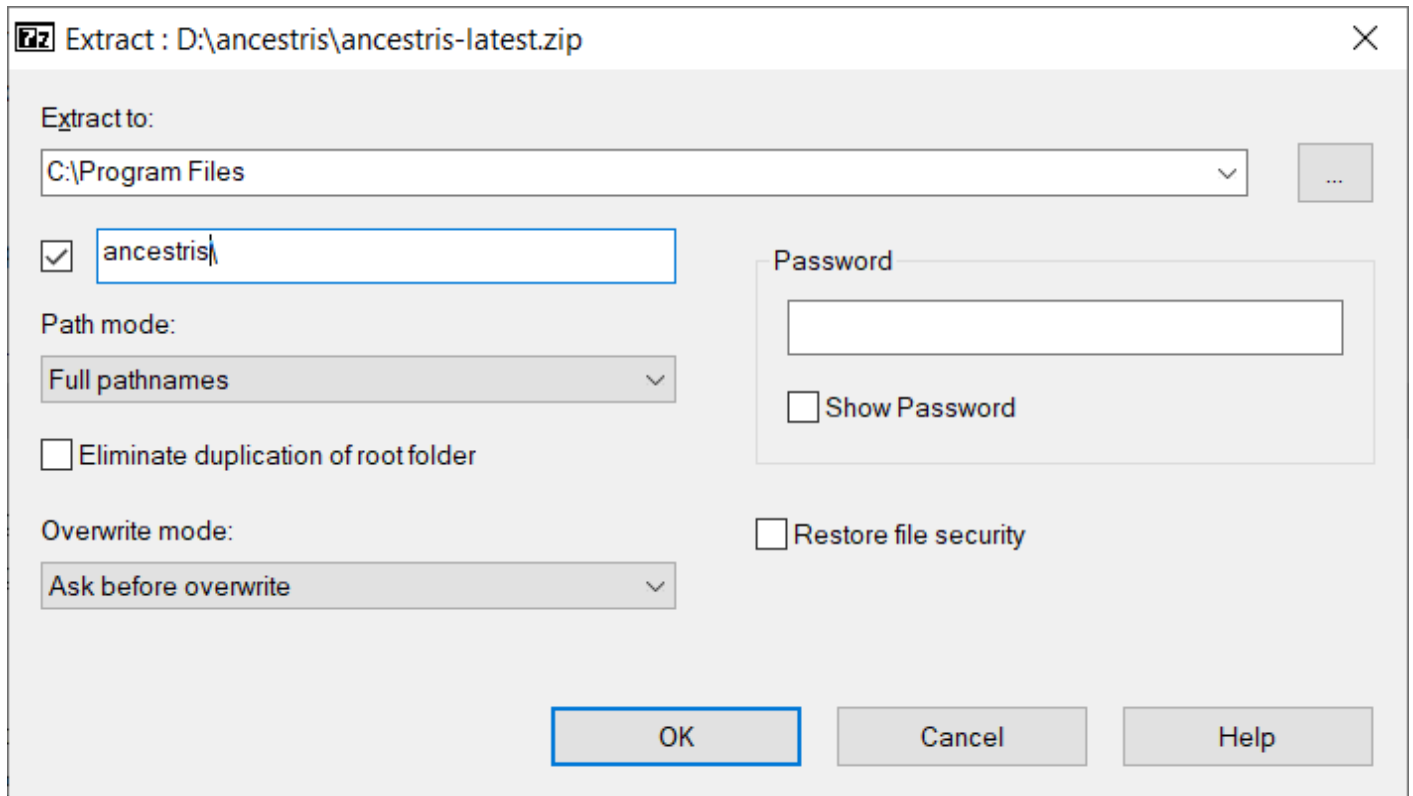 7z Extract : D:\ancestris\ancestris-latest.zip
Extract to:
C:\Program Files
...
ancestris\
Password
Path mode:
Full pathnames
Show Password
Eliminate duplication of root folder
Overwrite mode:
Restore file security
Ask before overwrite
OK Cancel Help